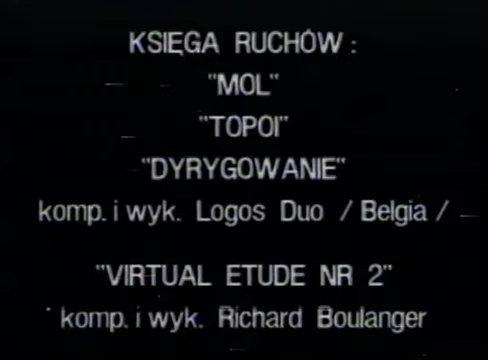 KSIĘGA RUCHÓW :
"MOL"
"TOPOI"
"DYRYGOWANIE"
komp. i wyk. Logos Duo / Belgia /
"VIRTUAL ETUDE NR 2"
komp. i wyk. Richard Boulanger